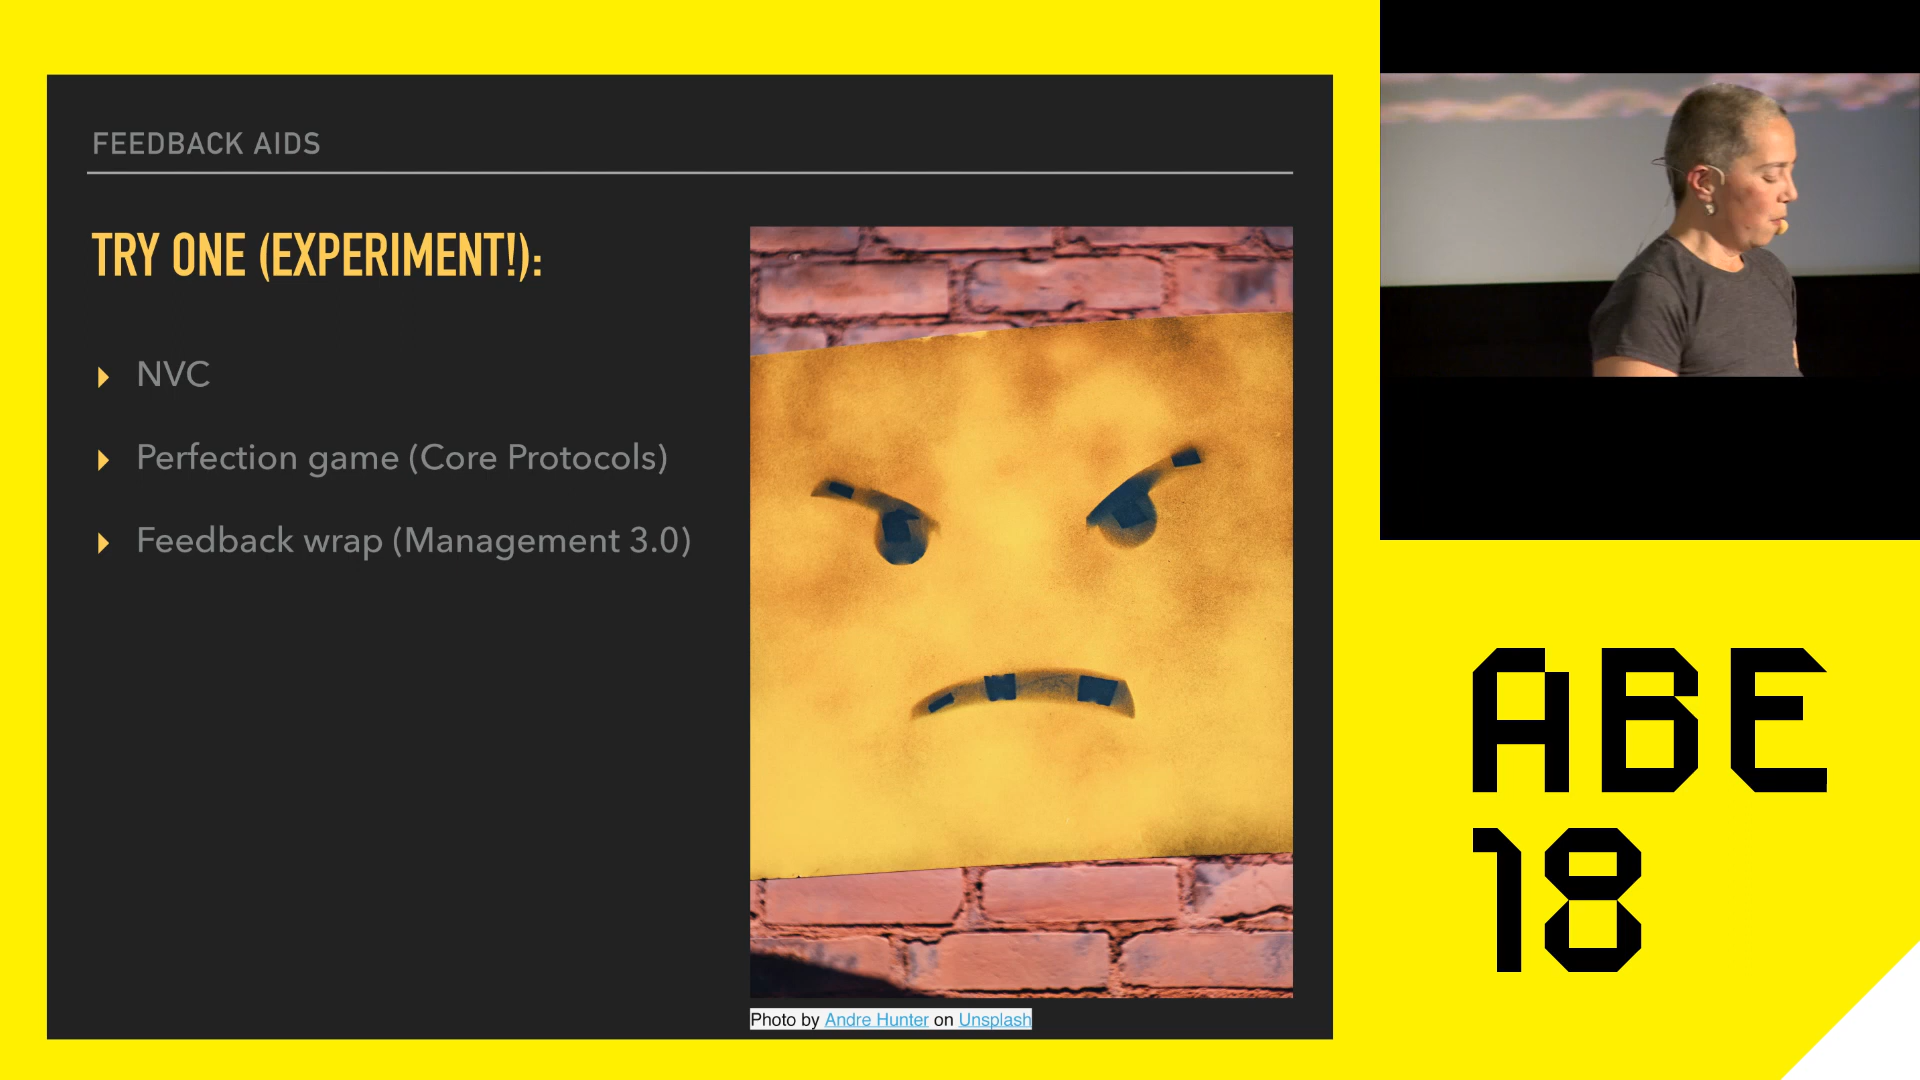 FEEDBACK AIDS
TRY ONE (EXPERIMENT!):
NVC
Perfection game (Core Protocols)
Feedback wrap (Management 3.0)
Photo by Andre Hunter on Unsplash
ABE
18